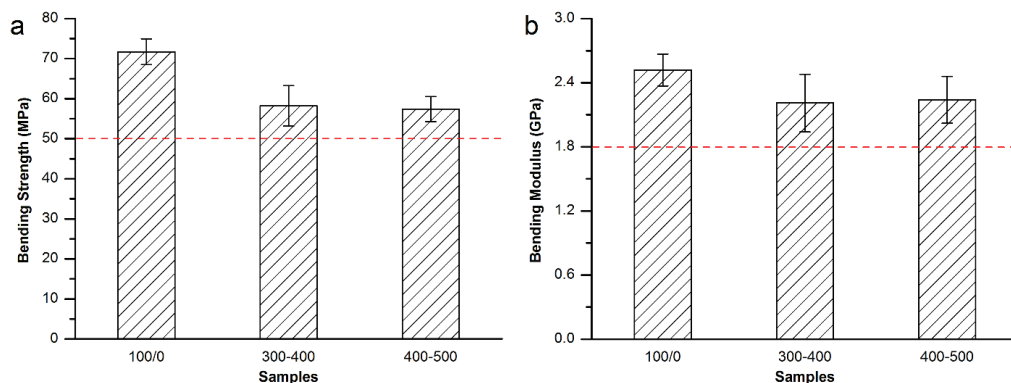 a
Bending Strength (MPa)
80
70
60
50
40
30
20
10
0
100/0 300-400 400-500
Samples
b
Bending Modulus (GPa)
3.0
2.4
1.8
1.2
0.6
0.0
100/0 300-400 400-500
Samples